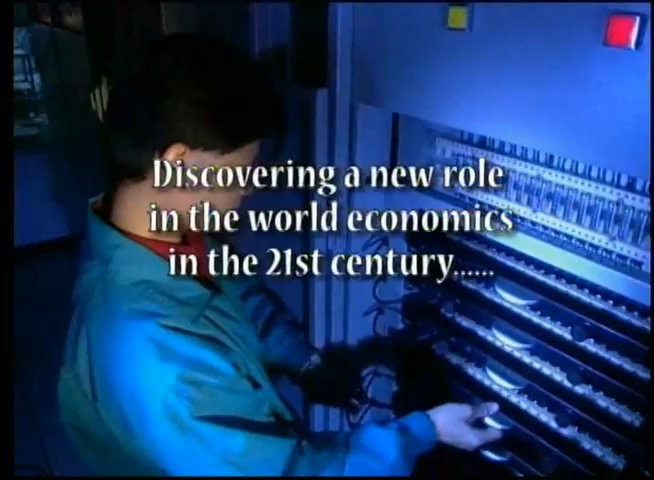 Discovering a new role
in the world economics
in the 21st century......